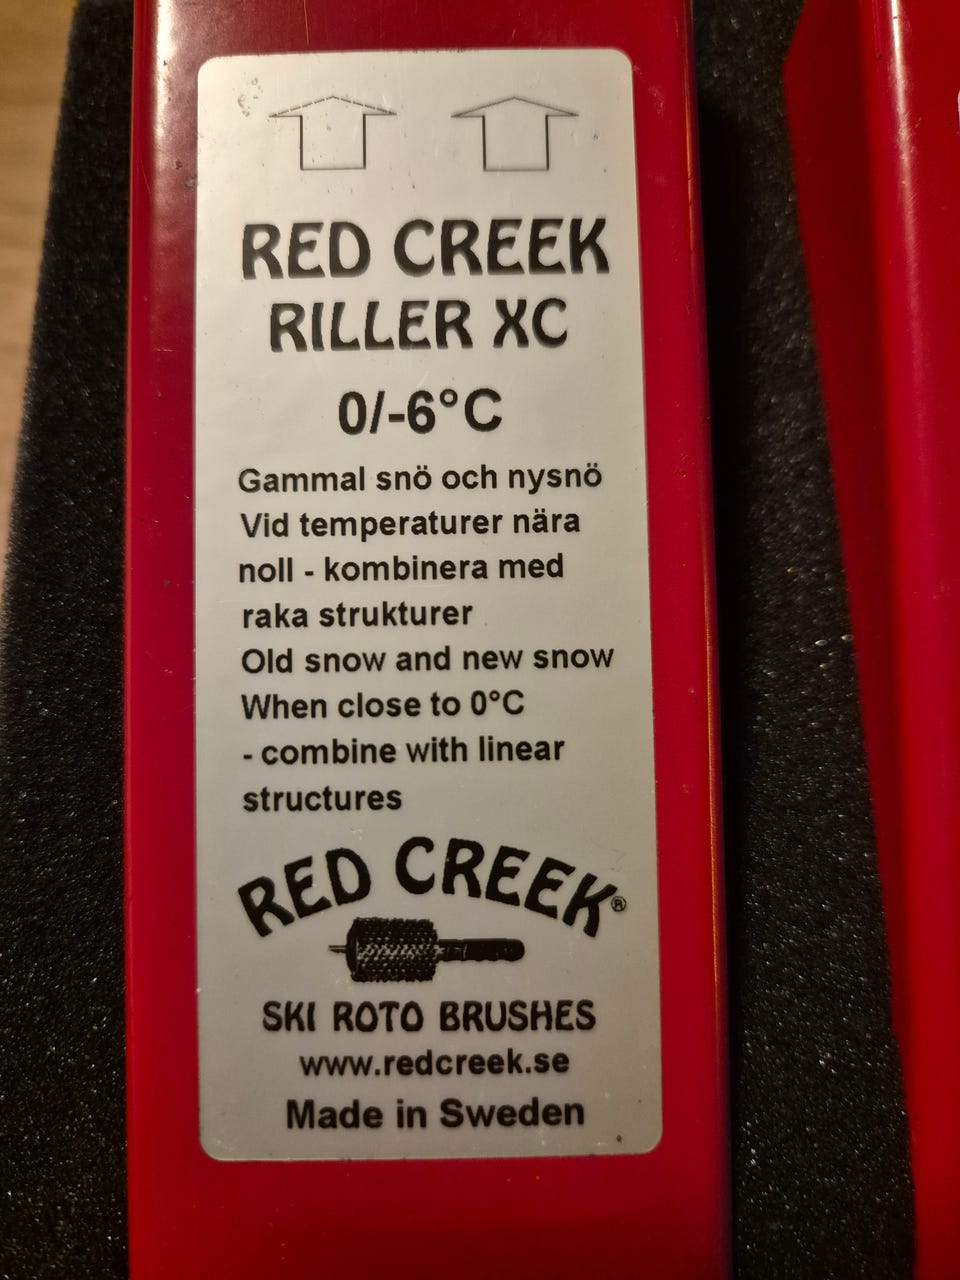 RED CREEK
RILLER XC
0/-6°C
Gammal snö och nysnö
Vid temperaturer nära
noll - kombinera med
raka strukturer
Old snow and new snow
When close to 0°C
- combine with linear
structures
RED CREEK®
SKI ROTO BRUSHES
www.redcreek.se
Made in Sweden